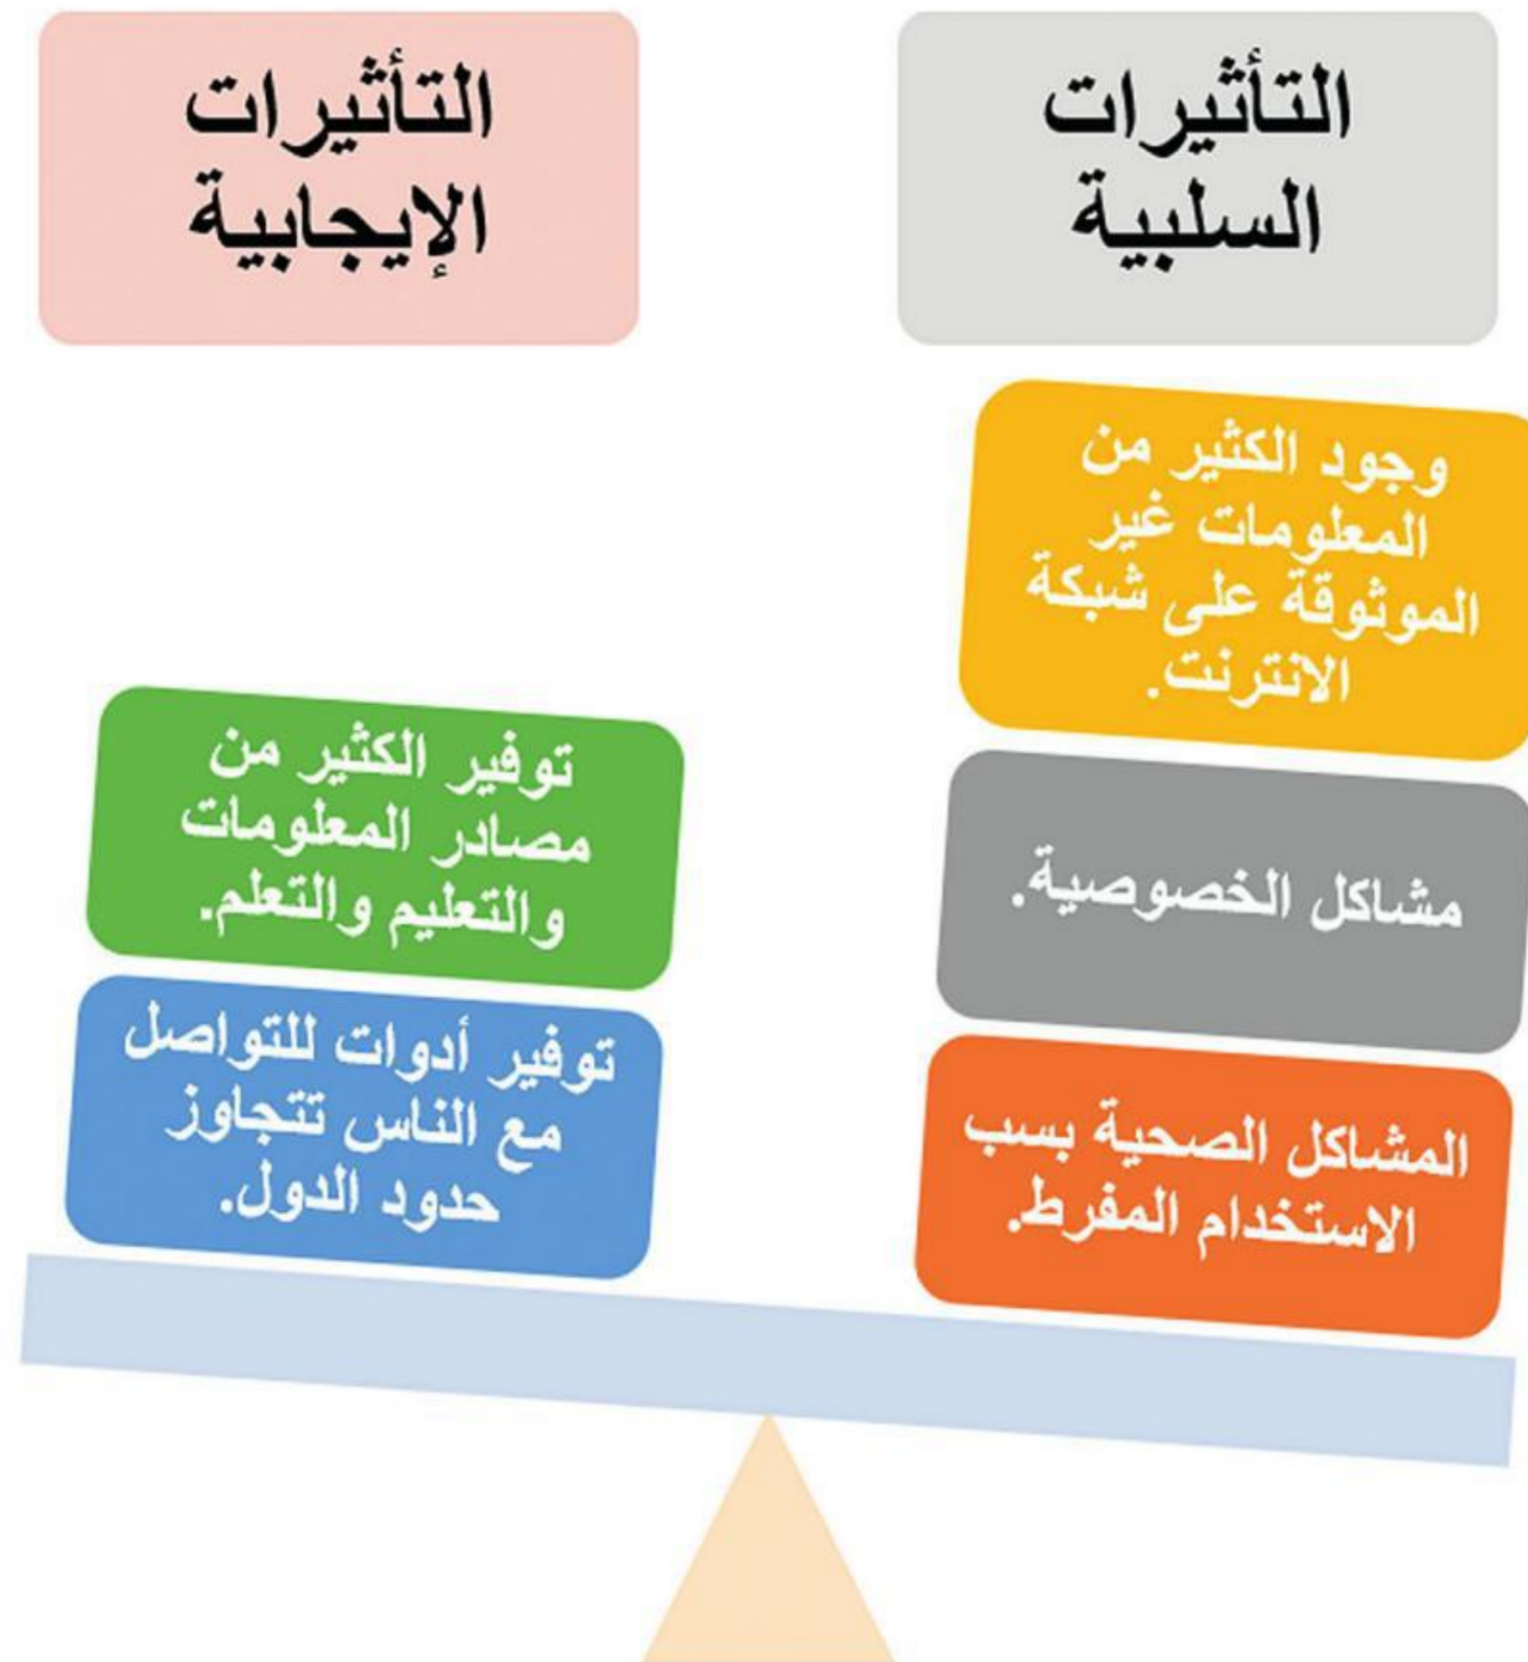 التأثيرات
السلبية
وجود الكثير من
المعلومات غير
الموثوقة على شبكة
الانترنت.
مشاكل الخصوصية.
المشاكل الصحية بسب
الاستخدام المفرط.
التأثيرات
الإيجابية
توفير الكثير من
مصادر المعلومات
والتعليم والتعلم.
توفير أدوات للتواصل
مع الناس تتجاوز
حدود الدول.